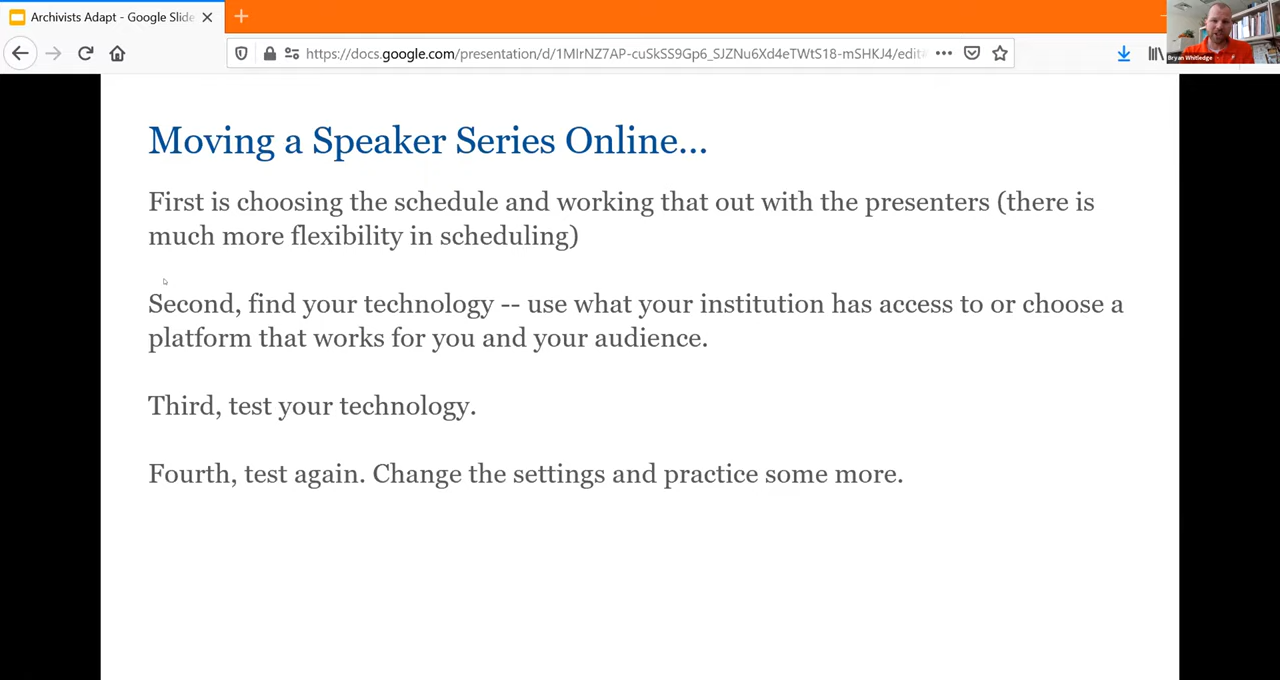 Archivists Adapt - Google Slide
https://docs.google.com/presentation/d/1MIrNZ7AP-cuSkSS9Gp6_SJZNu6Xd4eTWtS18-mSHKJ4/edit
Bryan Whitledge
Moving a Speaker Series Online...
First is choosing the schedule and working that out with the presenters (there is
much more flexibility in scheduling)
Second, find your technology -- use what your institution has access to or choose a
platform that works for you and your audience.
Third, test your technology.
Fourth, test again. Change the settings and practice some more.